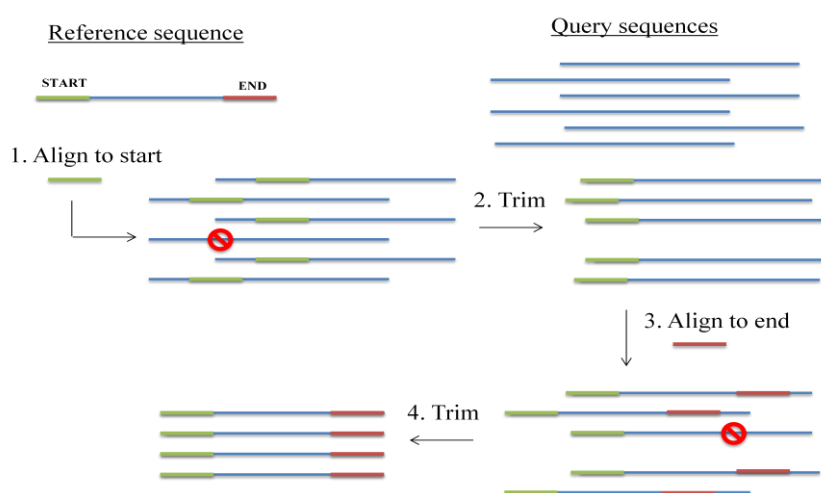 Reference sequence
Query sequences
START
END
1. Align to start
2. Trim
3. Align to end
4. Trim